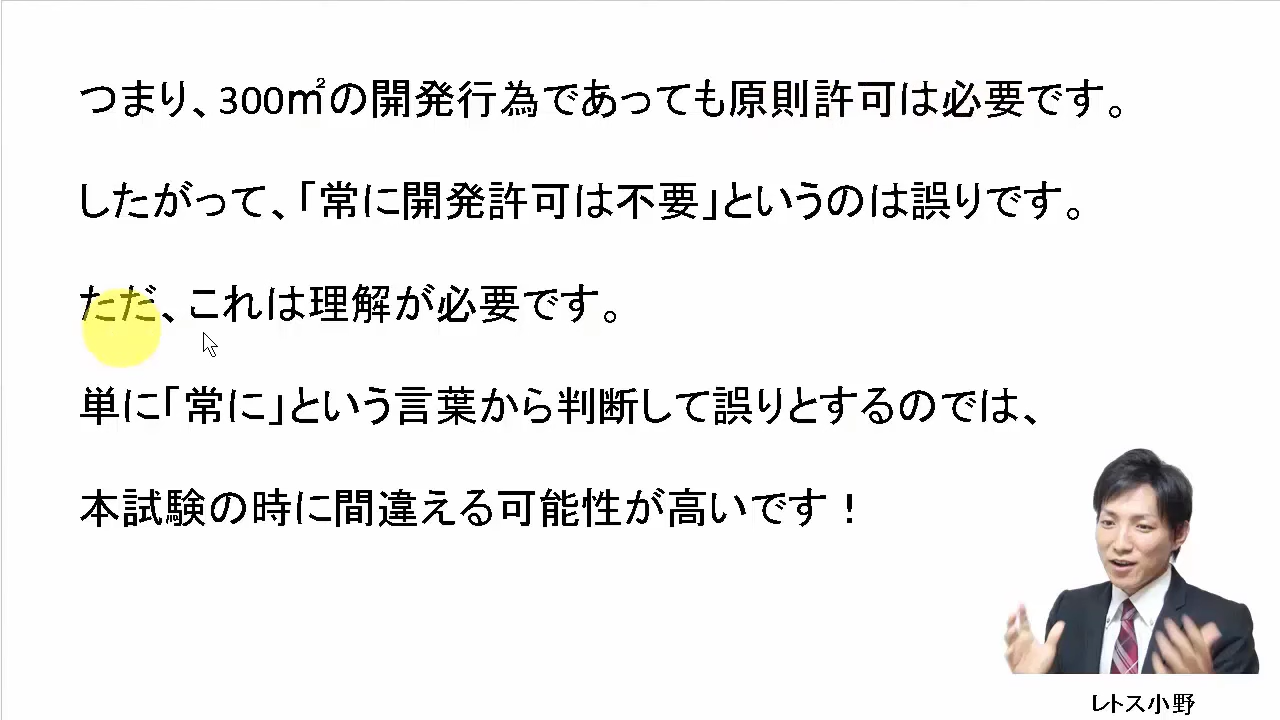 つまり、300㎡の開発行為であっても原則許可は必要です。
したがって、「常に開発許可は不要」というのは誤りです。
ただ、これは理解が必要です。
単に「常に」という言葉から判断して誤りとするのでは、
本試験の時に間違える可能性が高いです！
レトス小野